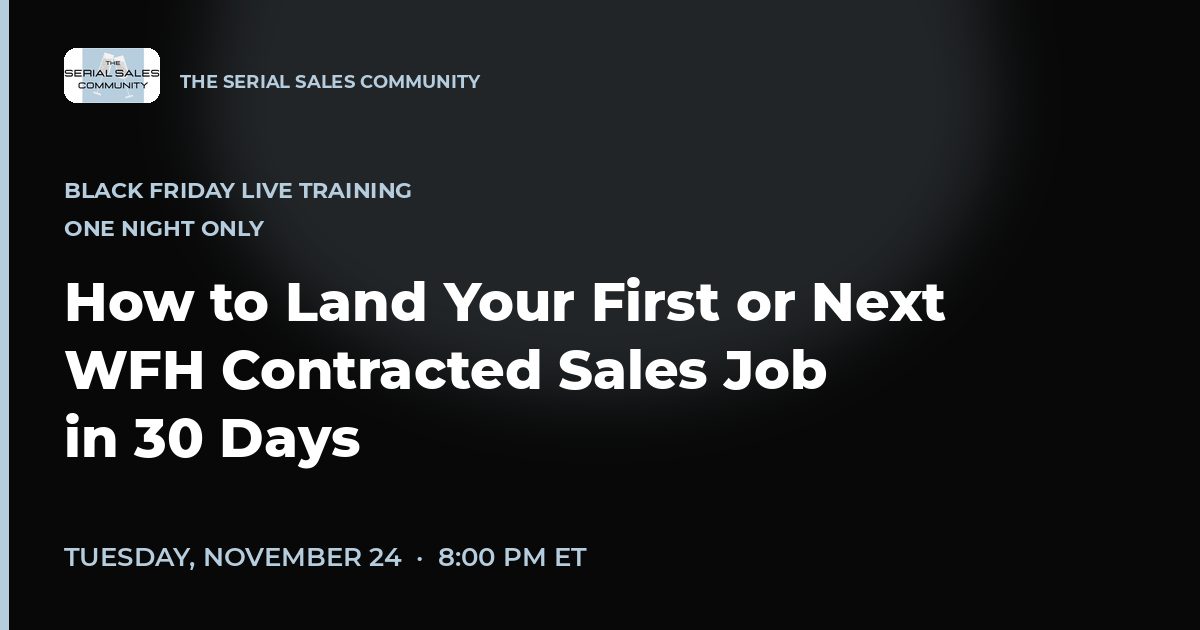 THE
SERIAL SALES
COMMUNITY
THE SERIAL SALES COMMUNITY
BLACK FRIDAY LIVE TRAINING
ONE NIGHT ONLY
How to Land Your First or Next
WFH Contracted Sales Job
in 30 Days
TUESDAY, NOVEMBER 24 · 8:00 PM ET